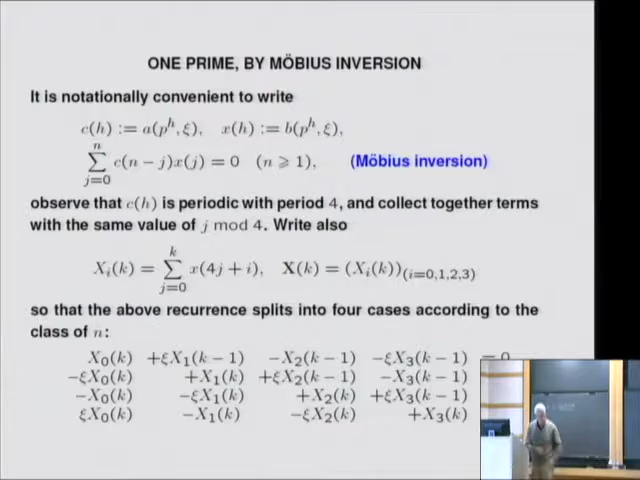 ONE PRIME, BY MÖBIUS INVERSION
It is notationally convenient to write
c(h) := a(p^h, ξ), x(h) := b(p^h, ξ),
∑_{j=0}^{n} c(n − j)x(j) = 0 (n ⩾ 1), (Möbius inversion)
observe that c(h) is periodic with period 4, and collect together terms
with the same value of j mod 4. Write also
X_i(k) = ∑_{j=0}^{k} x(4j + i), X(k) = (X_i(k))_{(i=0,1,2,3)}
so that the above recurrence splits into four cases according to the
class of n:
X_0(k) +ξX_1(k − 1) −X_2(k − 1) −ξX_3(k − 1) = 0
−ξX_0(k) +X_1(k) +ξX_2(k − 1) −X_3(k − 1)
−X_0(k) −ξX_1(k) +X_2(k) +ξX_3(k − 1)
ξX_0(k) −X_1(k) −ξX_2(k) +X_3(k)